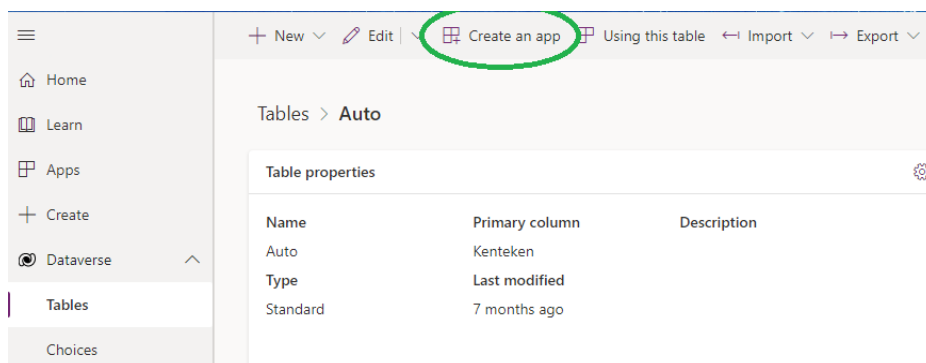 New Edit Create an app Using this table Import Export
Home
Learn
Apps
Create
Dataverse
Tables
Choices
Tables > Auto
Table properties
Name Primary column Description
Auto Kenteken
Type Last modified
Standard 7 months ago